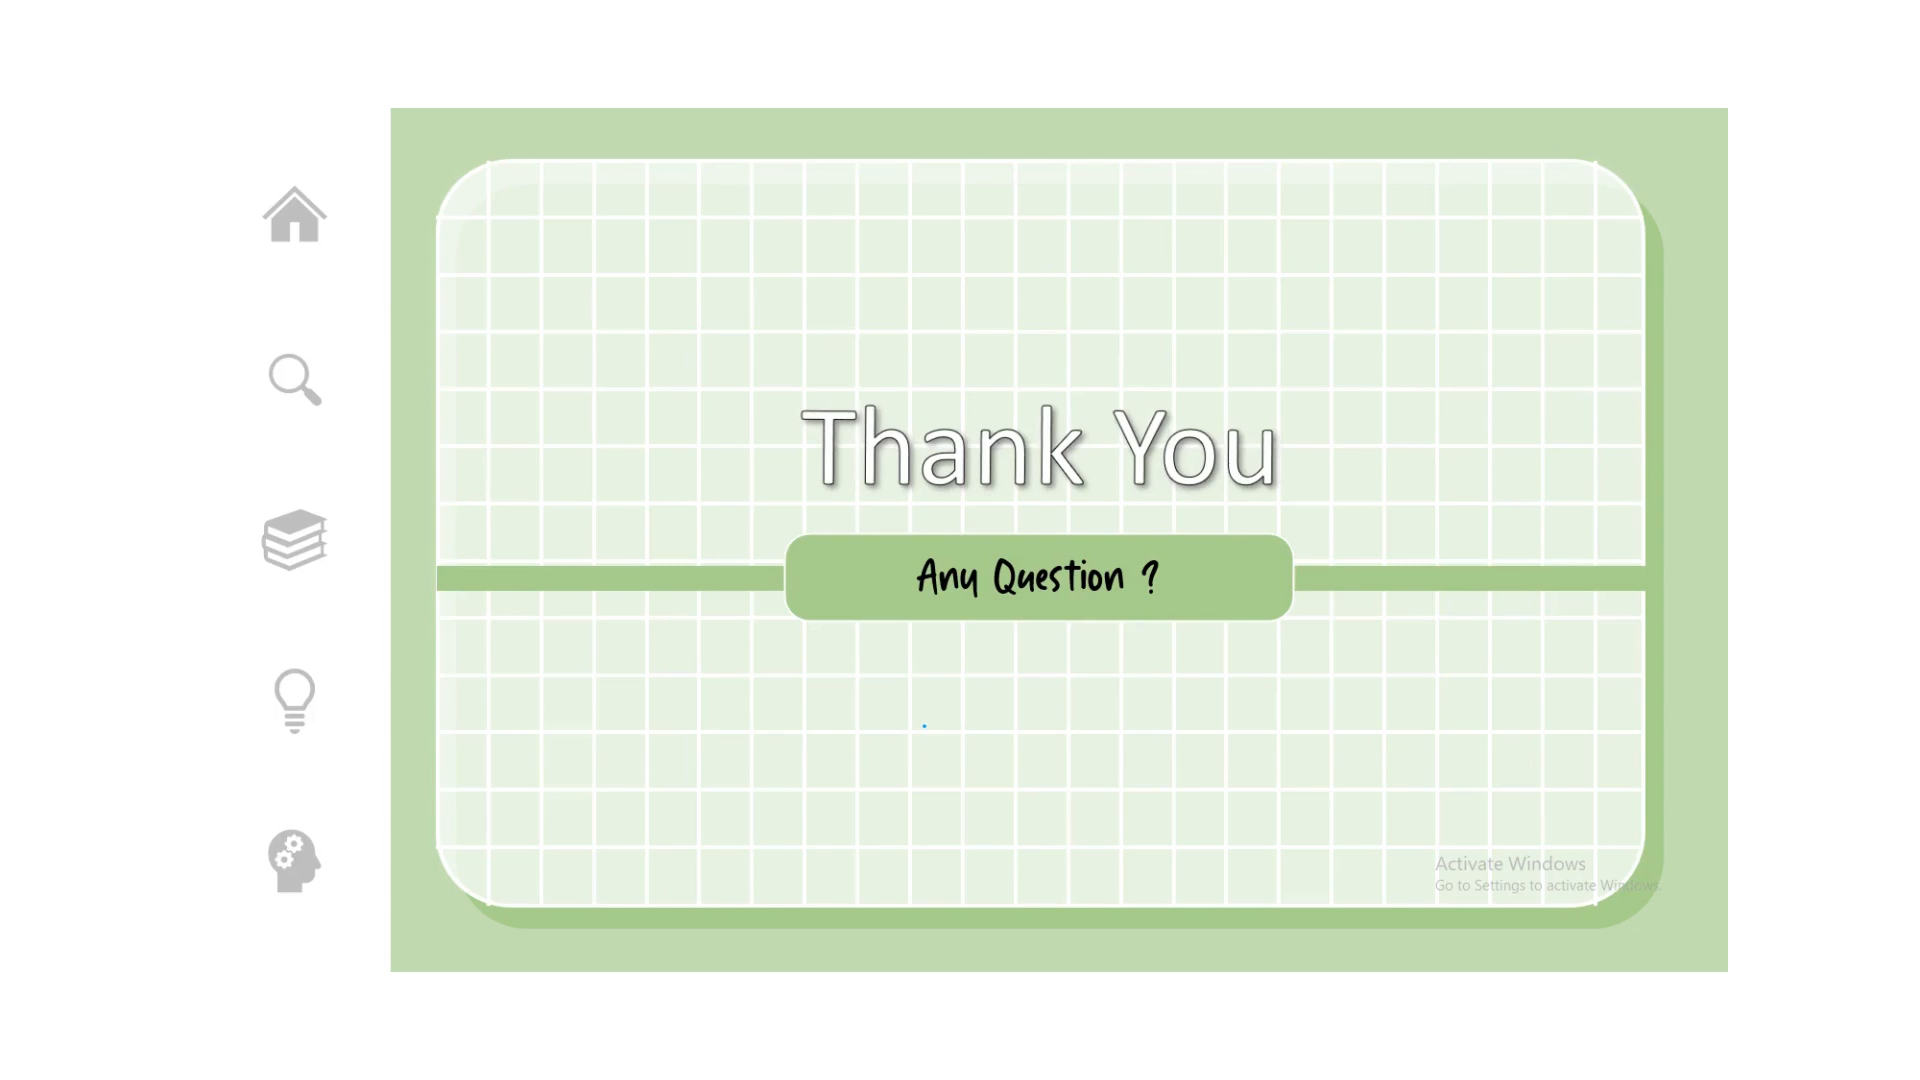 Thank You
Any Question ?
Activate Windows
Go to Settings to activate Windows.